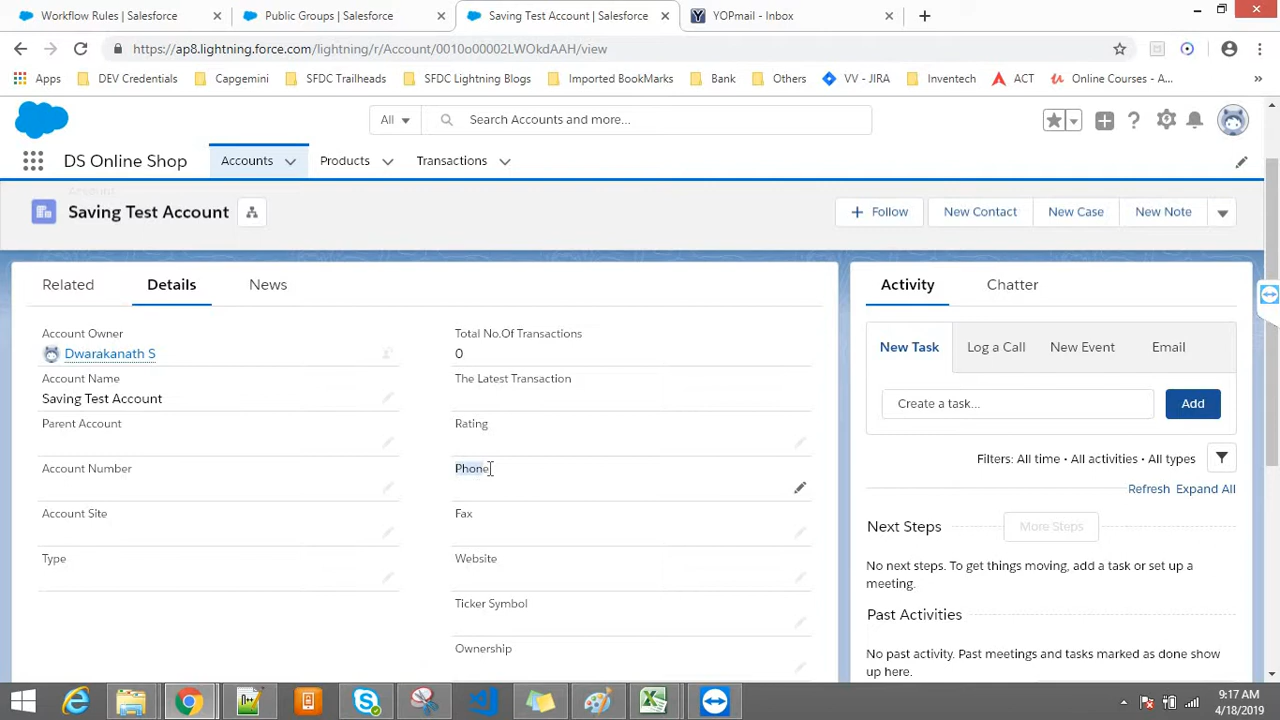 Workflow Rules | Salesforce
Public Groups | Salesforce
Saving Test Account | Salesforce
YOPmail - Inbox
https://ap8.lightning.force.com/lightning/r/Account/0010o00002LWOkdAAH/view
Apps
DEV Credentials
Capgemini
SFDC Trailheads
SFDC Lightning Blogs
Imported BookMarks
Bank
Others
VV - JIRA
Inventech
ACT
Online Courses - A...
All
Search Accounts and more...
DS Online Shop
Accounts
Products
Transactions
Account
Saving Test Account
Follow
New Contact
New Case
New Note
Related
Details
News
Account Owner
Dwarakanath S
Account Name
Saving Test Account
Parent Account
Account Number
Account Site
Type
Total No.Of Transactions
0
The Latest Transaction
Rating
Phone
Fax
Website
Ticker Symbol
Ownership
Activity
Chatter
New Task
Log a Call
New Event
Email
Create a task...
Add
Filters: All time • All activities • All types
Refresh Expand All
Next Steps
More Steps
No next steps. To get things moving, add a task or set up a
meeting.
Past Activities
No past activity. Past meetings and tasks marked as done show
up here.
9:17 AM
4/18/2019